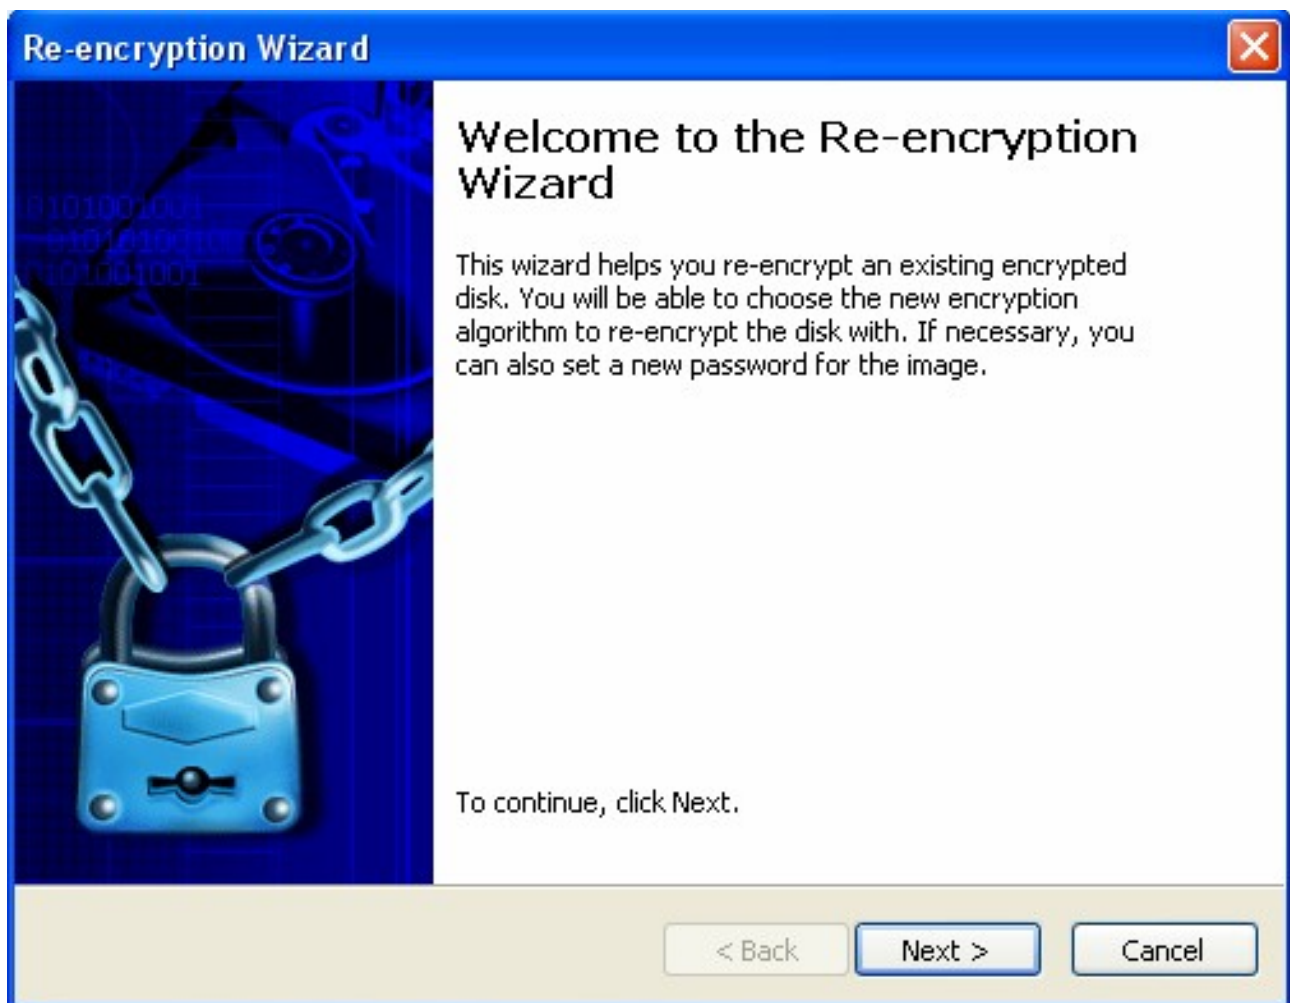 Re-encryption Wizard
Welcome to the Re-encryption
Wizard
This wizard helps you re-encrypt an existing encrypted
disk. You will be able to choose the new encryption
algorithm to re-encrypt the disk with. If necessary, you
can also set a new password for the image.
To continue, click Next.
< Back
Next >
Cancel